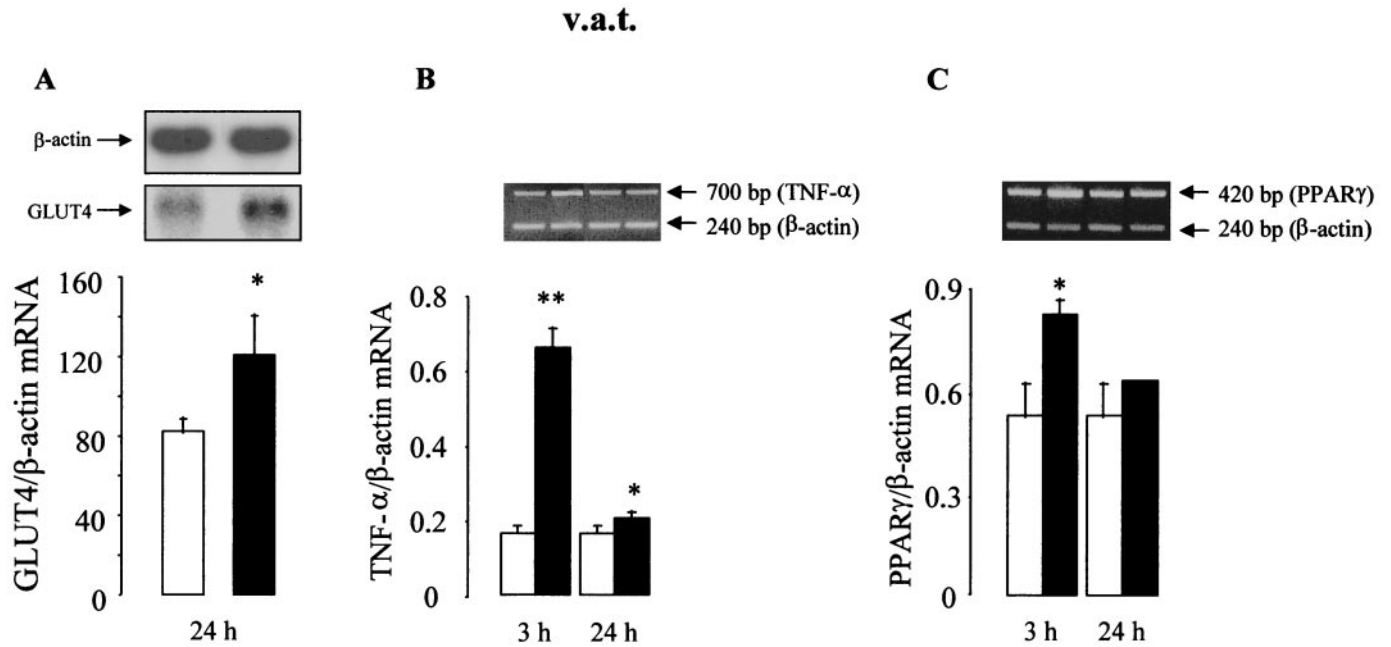 v.a.t.
A
β-actin
GLUT4
GLUT4/β-actin mRNA
160
120
80
40
0
*
24 h
B
700 bp (TNF-α)
240 bp (β-actin)
TNF-α/β-actin mRNA
0.8
0.6
0.4
0.2
0
**
*
3 h 24 h
C
420 bp (PPARγ)
240 bp (β-actin)
PPARγ/β-actin mRNA
0.9
0.6
0.3
0
*
3 h 24 h